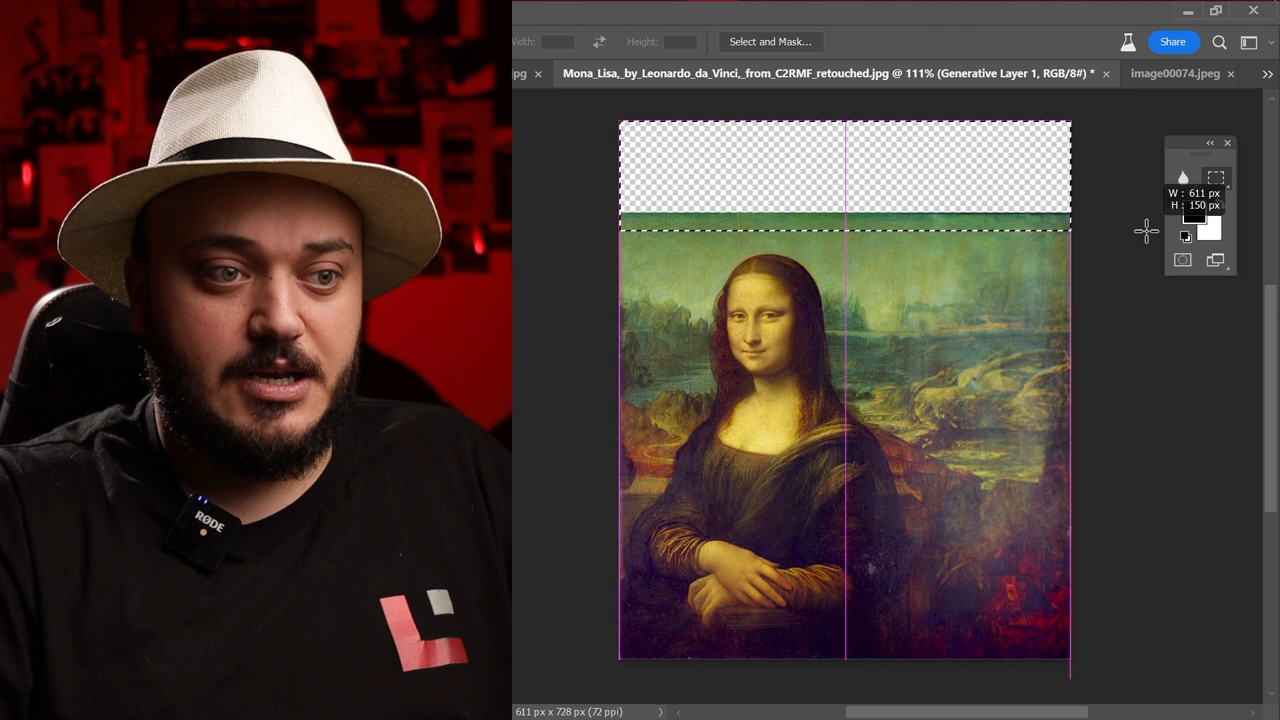 Width:
Height:
Select and Mask...
Share
pg
Mona_Lisa,_by_Leonardo_da_Vinci,_from_C2RMF_retouched.jpg @ 111% (Generative Layer 1, RGB/8#) *
image00074.jpeg
W : 611 px
H : 150 px
RØDE
611 px x 728 px (72 ppi)